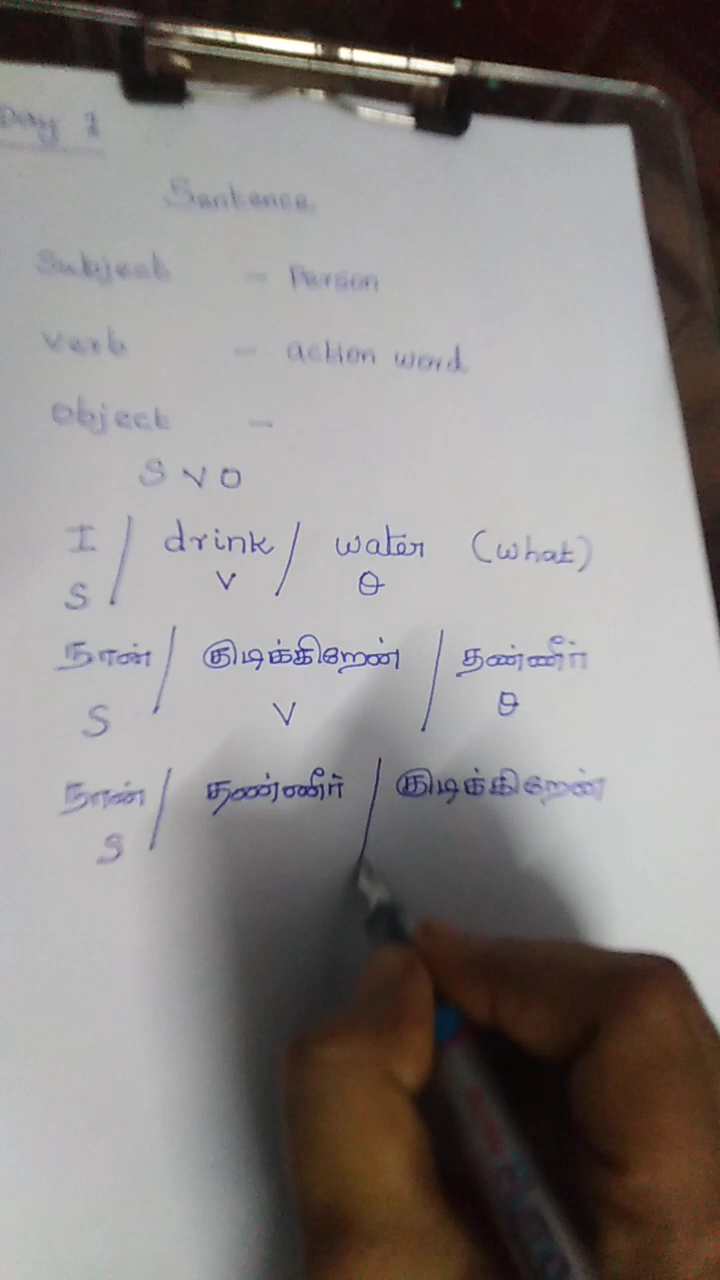 Day 1
Sentence
Subject - Person
Verb - action word
Object -
S V O
I / drink / water (what)
S V O
நான் / குடிக்கிறேன் / தண்ணீர்
S V O
நான் / தண்ணீர் / குடிக்கிறேன்
S